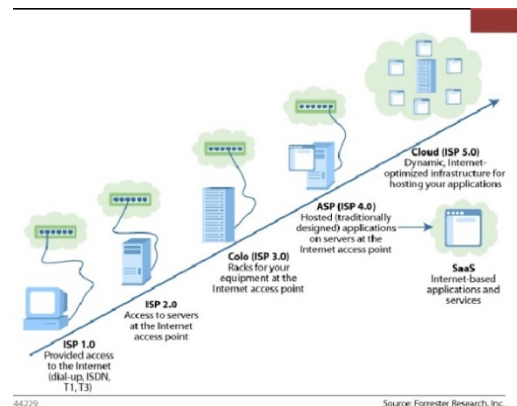 Cloud (ISP 5.0)
Dynamic, Internet-
optimized infrastructure for
hosting your applications
ASP (ISP 4.0)
Hosted (traditionally
designed) applications
on servers at the
Internet access point
SaaS
Internet-based
applications and
services
Colo (ISP 3.0)
Racks for your
equipment at the
Internet access point
ISP 2.0
Access to servers
at the Internet
access point
ISP 1.0
Provided access
to the Internet
(dial-up, ISDN,
T1, T3)
44229
Source: Forrester Research, Inc.